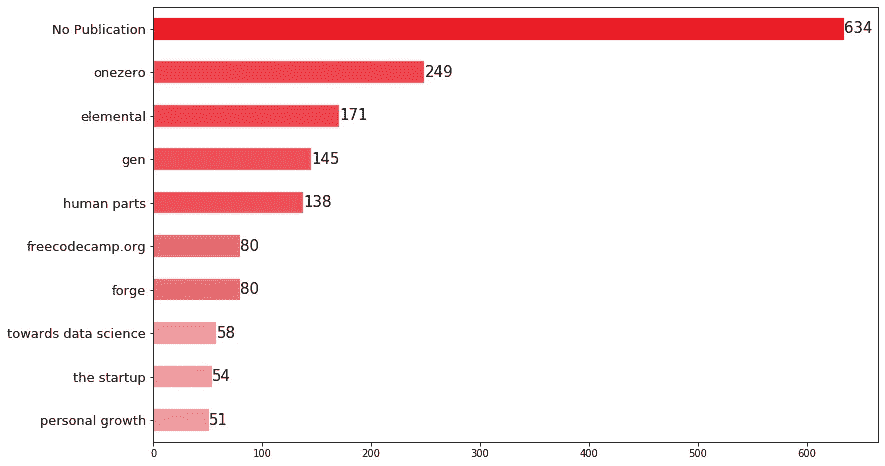 No Publication 634
onezero 249
elemental 171
gen 145
human parts 138
freecodecamp.org 80
forge 80
towards data science 58
the startup 54
personal growth 51
0 100 200 300 400 500 600